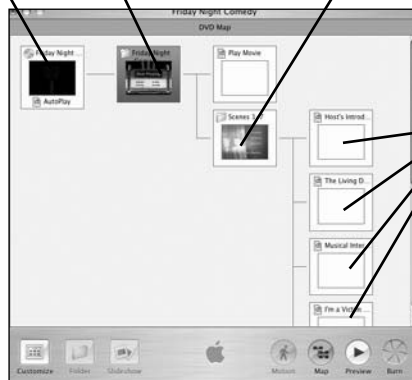 Friday Night Comedy
DVD Map
Friday Night ...
Friday Night
Play Movie
AutoPlay
Scenes 1-7
Host's Introd...
The Living D...
Musical Inter...
I'm a Victim ...
Customize
Folder
Slideshow
Motion
Map
Preview
Burn